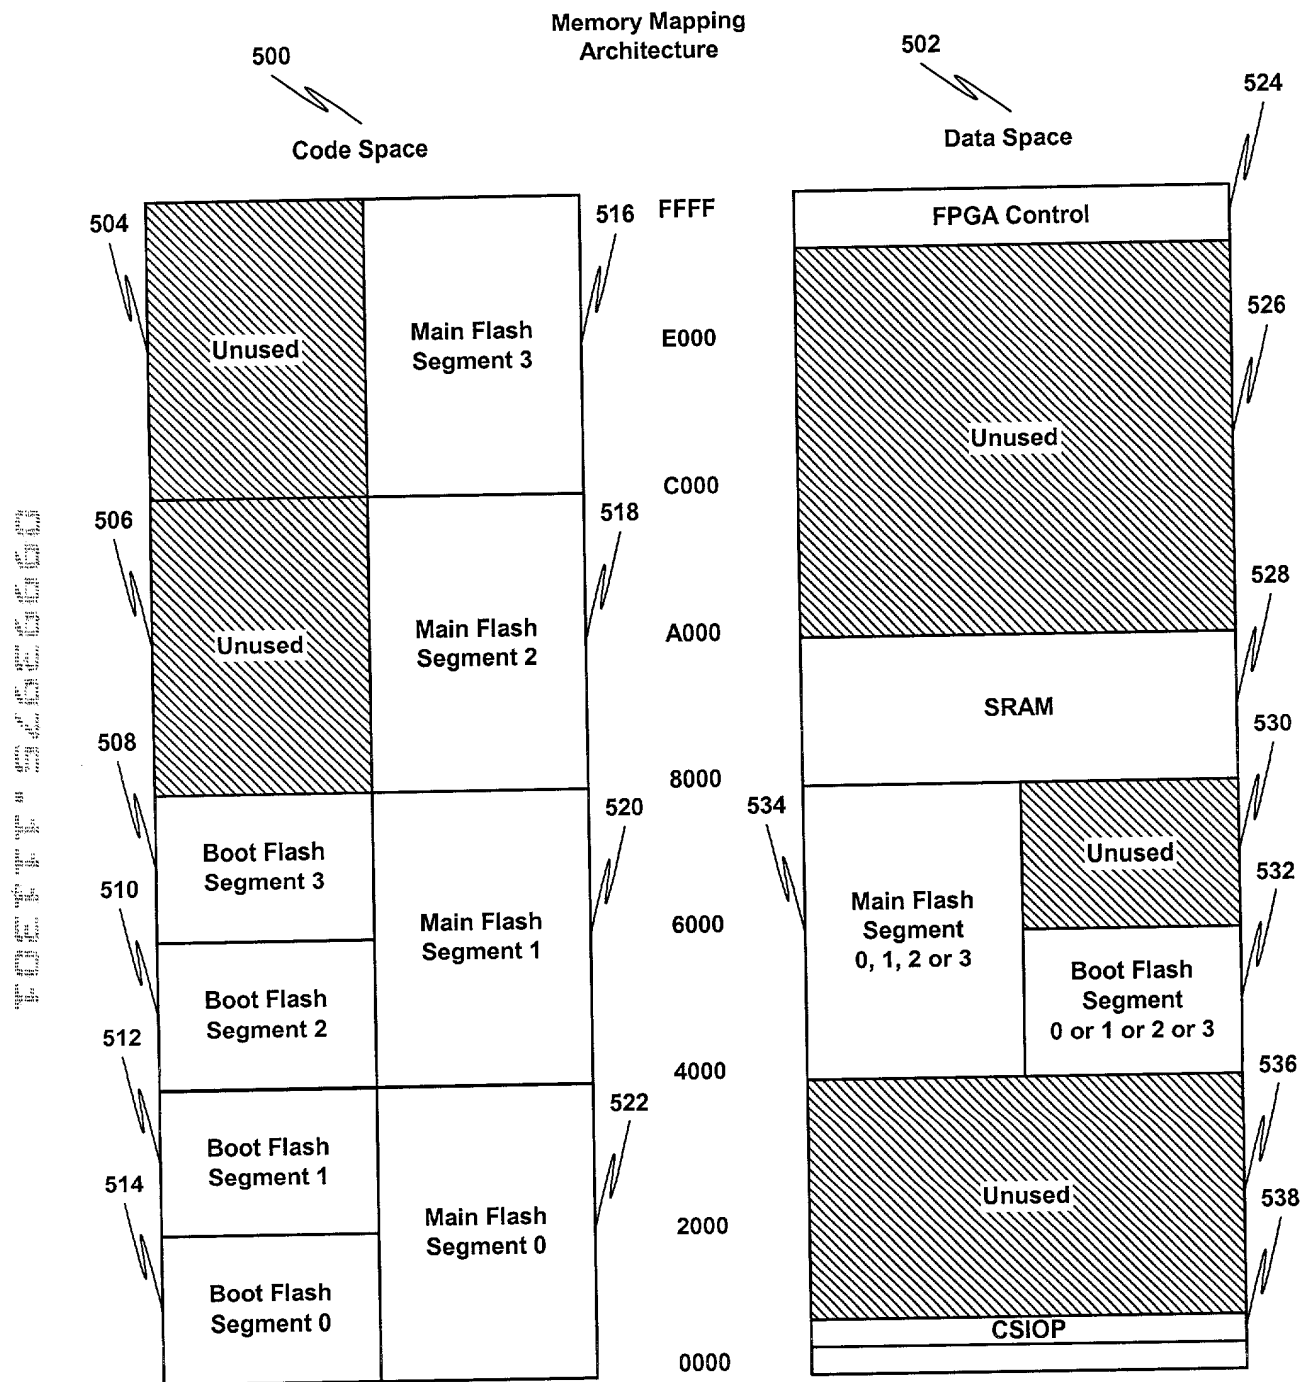 Memory Mapping
Architecture
500
502
524
Code Space
Data Space
504
516
FFFF
FPGA Control
526
Unused
Main Flash
Segment 3
E000
Unused
C000
506
518
528
Unused
Main Flash
Segment 2
A000
SRAM
508
530
8000
534
520
Boot Flash
Segment 3
Unused
510
532
Main Flash
Segment 1
6000
Main Flash
Segment
0, 1, 2 or 3
Boot Flash
Segment 2
Boot Flash
Segment
0 or 1 or 2 or 3
512
4000
536
522
Boot Flash
Segment 1
514
Unused
538
Main Flash
Segment 0
2000
Boot Flash
Segment 0
CSIOP
0000